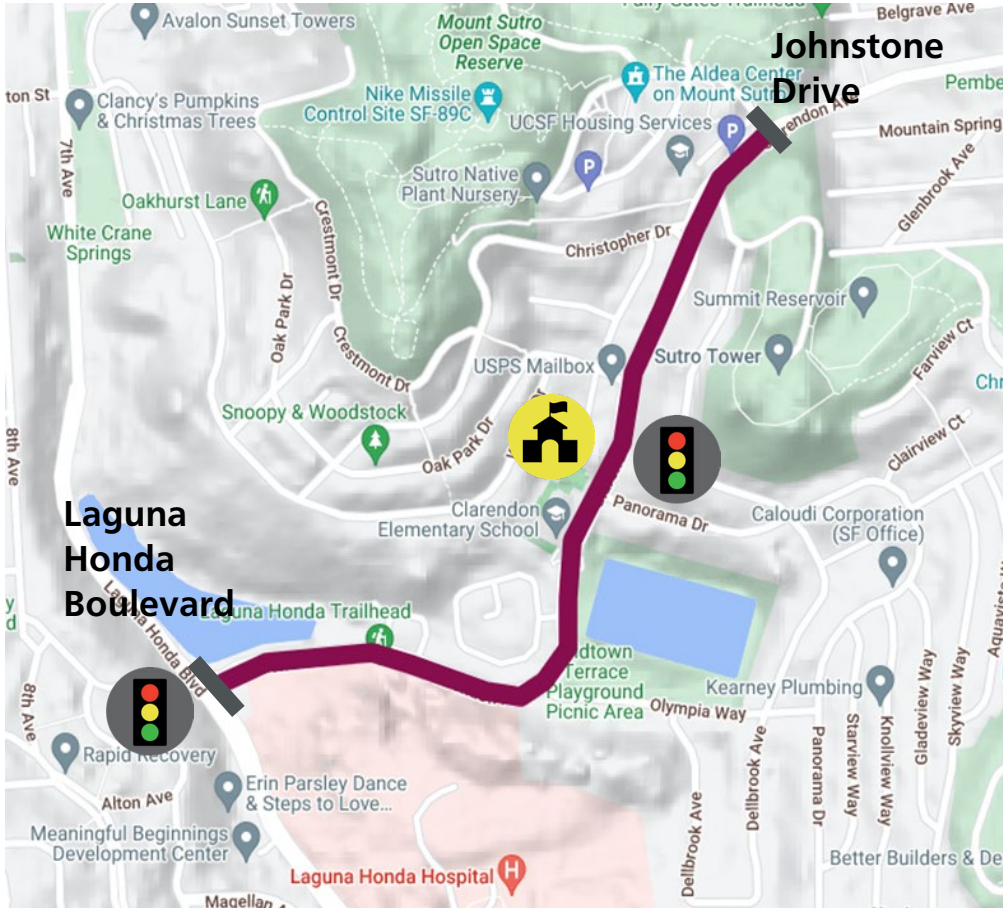 Avalon Sunset Towers
Mount Sutro
Open Space
Reserve
Belgrave Ave
Johnstone
Drive
The Aldea Center
on Mount Sutro
Nike Missile
Control Site SF-89C
Clancy's Pumpkins
& Christmas Trees
ton St
7th Ave
UCSF Housing Services
P
P
Pembe
Mountain Spring
Glenbrook Ave
Sutro Native
Plant Nursery
Oakhurst Lane
White Crane
Springs
Crestmont Dr
Christopher Dr
Oak Park Dr
Summit Reservoir
Crestmont Dr
USPS Mailbox
Sutro Tower
Farview Ct
Chr
Snoopy & Woodstock
Oak Park Dr
8th Ave
Clairview Ct
Clarendon
Elementary School
Panorama Dr
Caloudi Corporation
(SF Office)
Laguna
Honda
Boulevard
Laguna Honda Trailhead
Laguna Honda Blvd
y
d
Aquavista W
Terrace
Playground
Picnic Area
Olympia Way
Kearney Plumbing
8th Ave
Gladeview Way
Skyview Way
Knollview Way
Starview Way
Panorama Dr
Dellbrook Ave
Dellbrook Ave
Rapid Recovery
Alton Ave
Erin Parsley Dance
& Steps to Love...
Meaningful Beginnings
Development Center
Better Builders & De
Laguna Honda Hospital
H
Magellan A